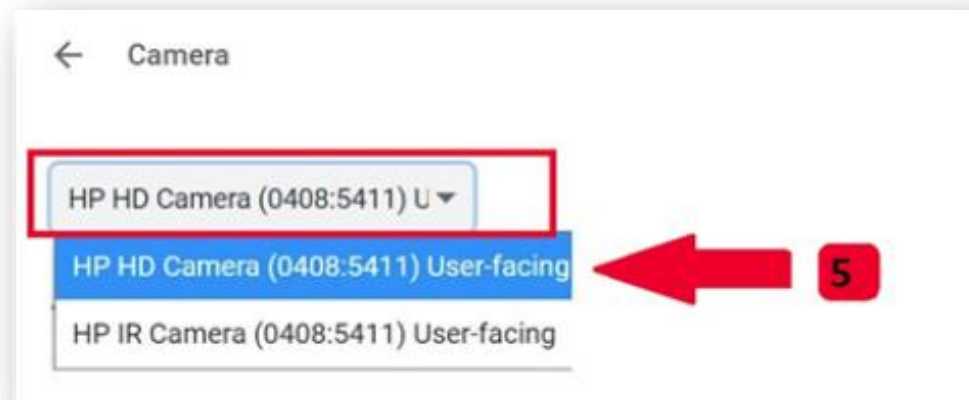 Camera
HP HD Camera (0408:5411) U
HP HD Camera (0408:5411) User-facing
5
HP IR Camera (0408:5411) User-facing